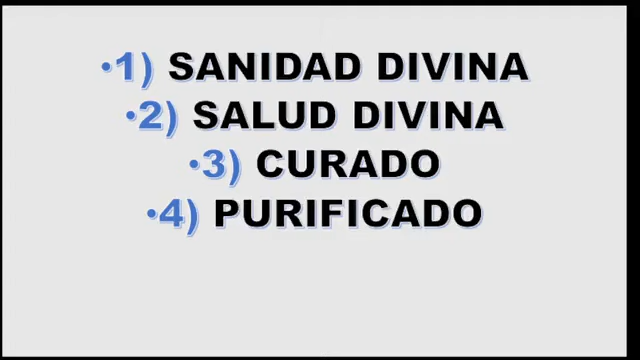 •1) SANIDAD DIVINA
•2) SALUD DIVINA
•3) CURADO
•4) PURIFICADO